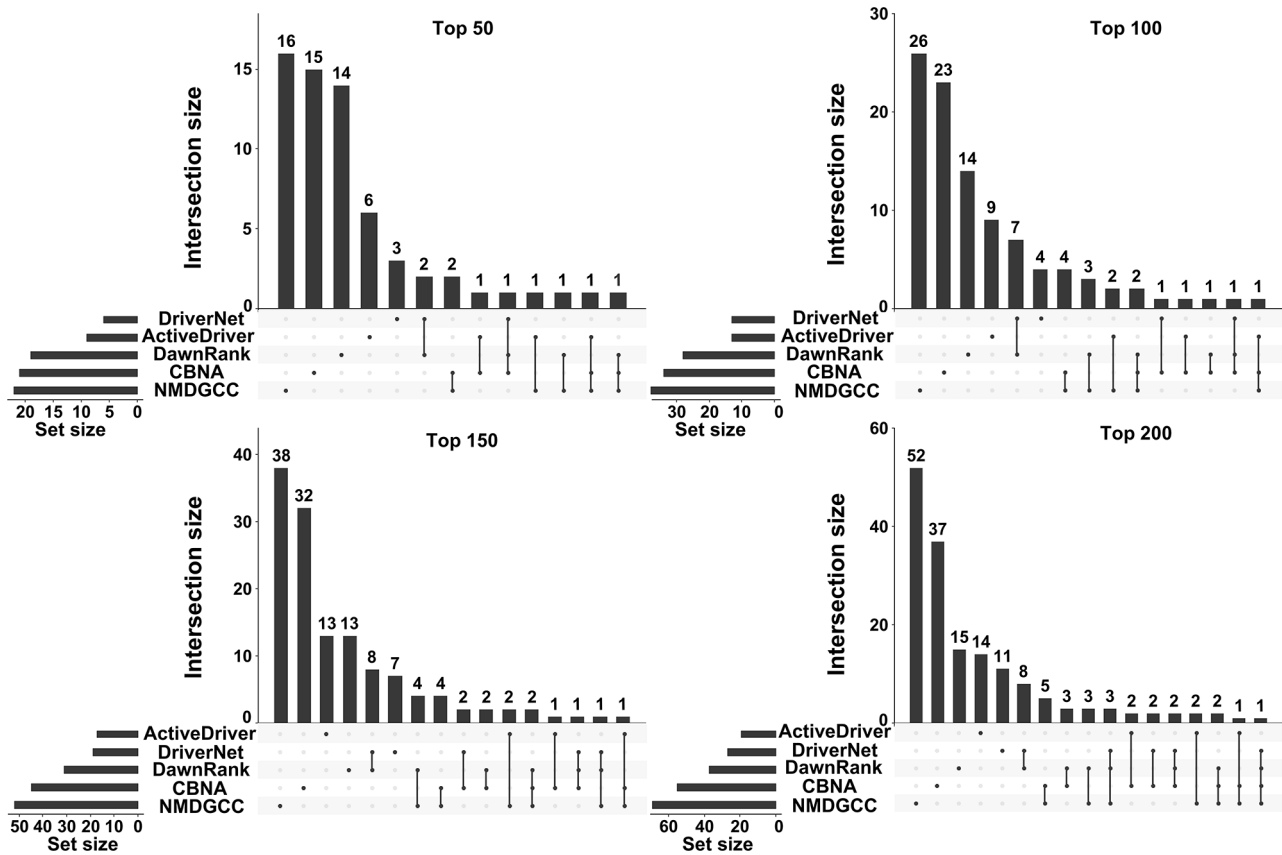 Top 50
Intersection size
15
10
5
0
16 15 14 6 3 2 2 1 1 1 1 1 1
DriverNet
ActiveDriver
DawnRank
CBNA
NMDGCC
20 15 10 5 0
Set size
Top 100
Intersection size
30
20
10
0
26 23 14 9 7 4 4 3 2 2 1 1 1 1 1
DriverNet
ActiveDriver
DawnRank
CBNA
NMDGCC
30 20 10 0
Set size
Top 150
Intersection size
40
30
20
10
0
38 32 13 13 8 7 4 4 2 2 2 2 1 1 1 1
ActiveDriver
DriverNet
DawnRank
CBNA
NMDGCC
50 40 30 20 10 0
Set size
Top 200
Intersection size
60
40
20
0
52 37 15 14 11 8 5 3 3 3 2 2 2 2 2 1 1
ActiveDriver
DriverNet
DawnRank
CBNA
NMDGCC
60 40 20 0
Set size